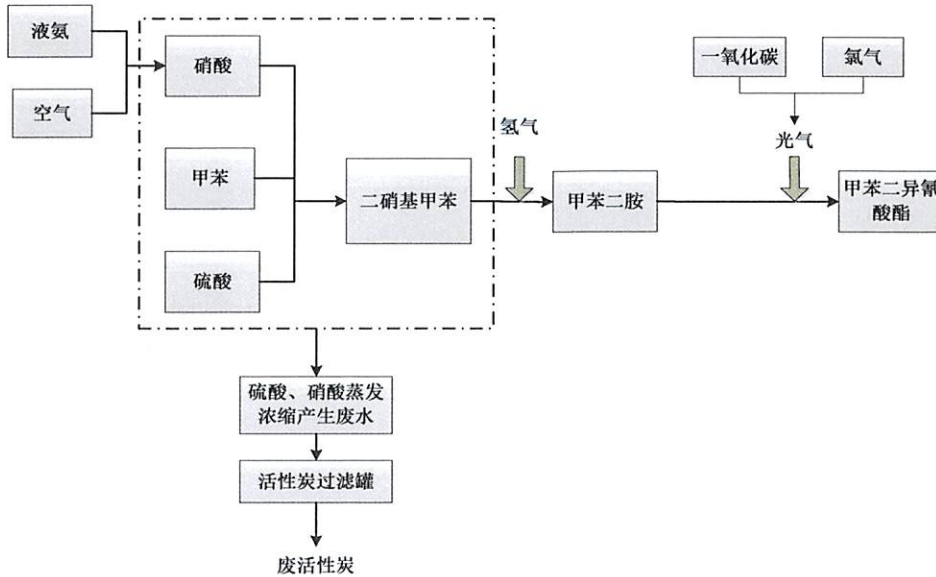 液氨
空气
硝酸
甲苯
硫酸
二硝基甲苯
氢气
甲苯二胺
一氧化碳
氯气
光气
甲苯二异氰
酸酯
硫酸、硝酸蒸发
浓缩产生废水
活性炭过滤罐
废活性炭